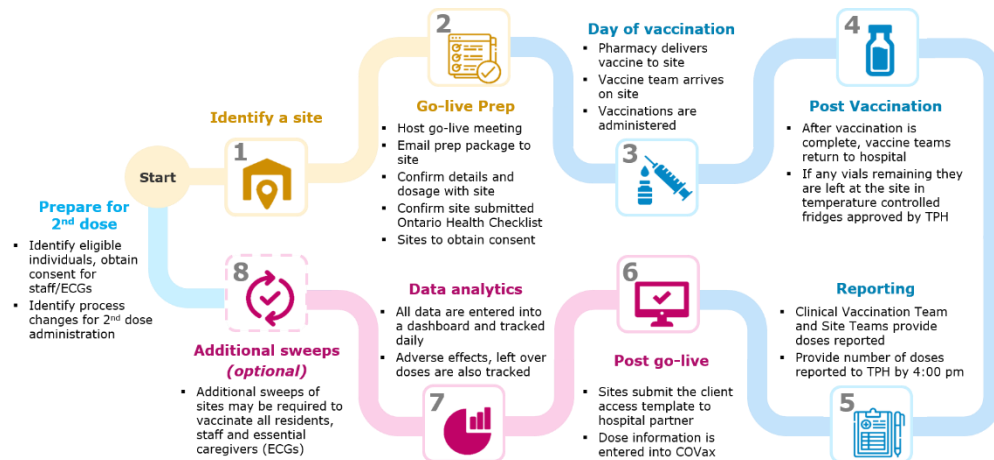 Start
Identify a site
1
2
Go-live Prep
▪ Host go-live meeting
▪ Email prep package to
site
▪ Confirm details and
dosage with site
▪ Confirm site submitted
Ontario Health Checklist
▪ Sites to obtain consent
Day of vaccination
▪ Pharmacy delivers
vaccine to site
▪ Vaccine team arrives
on site
▪ Vaccinations are
administered
3
4
Post Vaccination
▪ After vaccination is
complete, vaccine teams
return to hospital
▪ If any vials remaining they
are left at the site in
temperature controlled
fridges approved by TPH
Reporting
▪ Clinical Vaccination Team
and Site Teams provide
doses reported
▪ Provide number of doses
reported to TPH by 4:00 pm
5
6
Post go-live
▪ Sites submit the client
access template to
hospital partner
▪ Dose information is
entered into COVax
Data analytics
▪ All data are entered into
a dashboard and tracked
daily
▪ Adverse effects, left over
doses are also tracked
7
8
Additional sweeps
(optional)
▪ Additional sweeps of
sites may be required to
vaccinate all residents,
staff and essential
caregivers (ECGs)
Prepare for
2nd dose
▪ Identify eligible
individuals, obtain
consent for
staff/ECGs
▪ Identify process
changes for 2nd dose
administration